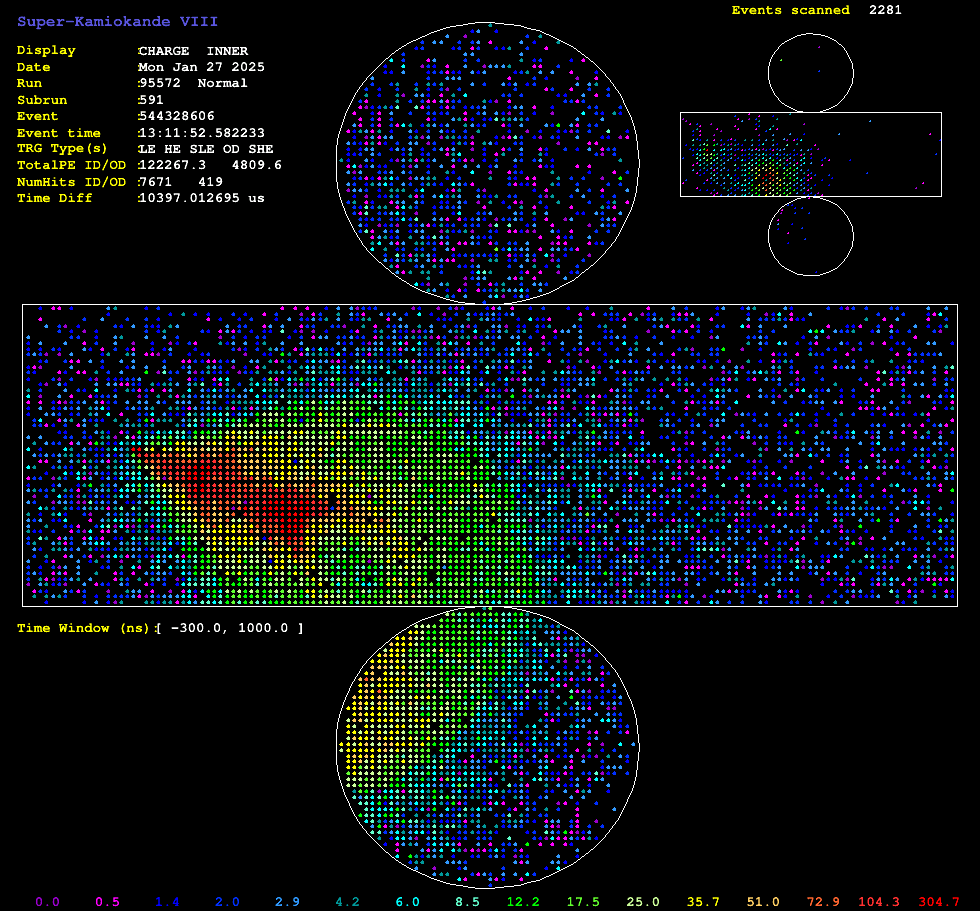 Super-Kamiokande VIII
Events scanned 2281
Display :CHARGE INNER
Date :Mon Jan 27 2025
Run :95572 Normal
Subrun :591
Event :544328606
Event time :13:11:52.582233
TRG Type(s) :LE HE SLE OD SHE
TotalPE ID/OD :122267.3 4809.6
NumHits ID/OD :7671 419
Time Diff :10397.012695 us
Time Window (ns):[ -300.0, 1000.0 ]
0.0 0.5 1.4 2.0 2.9 4.2 6.0 8.5 12.2 17.5 25.0 35.7 51.0 72.9 104.3 304.7